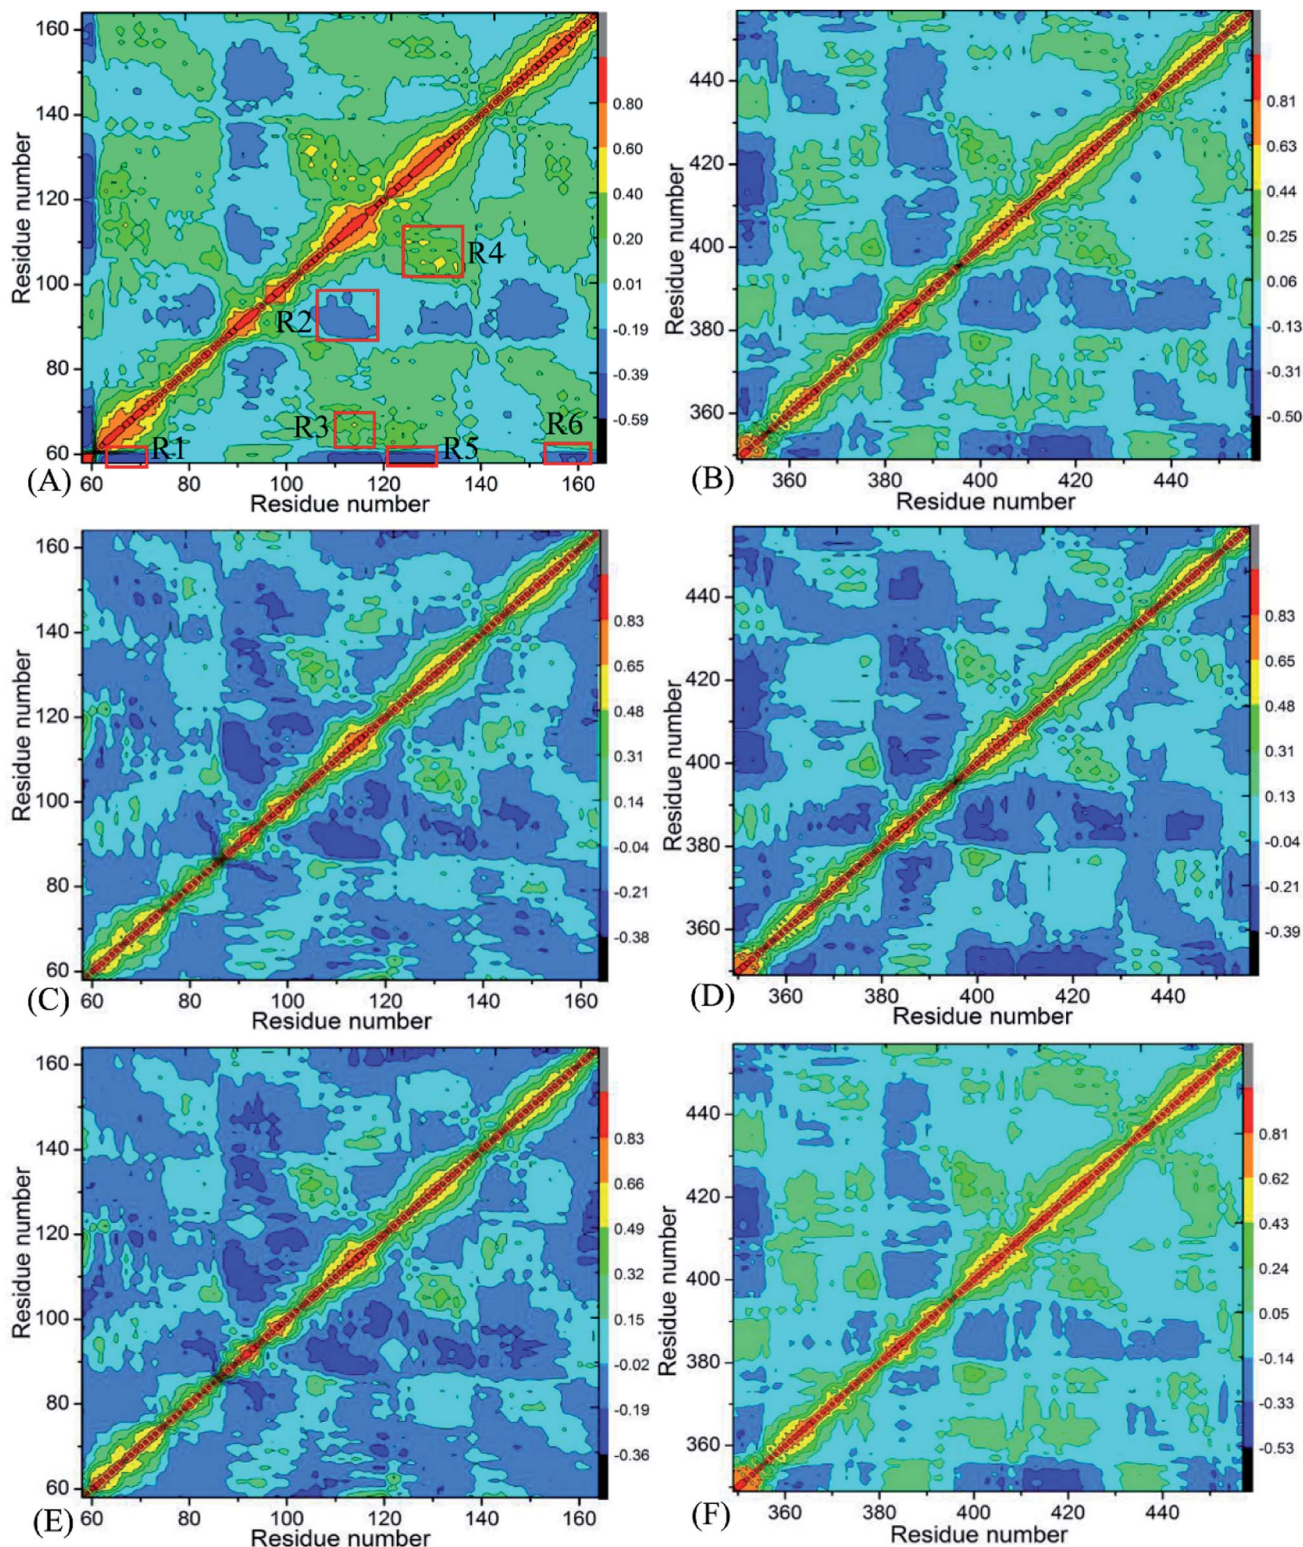 160
140
120
100
80
60
Residue number
60 80 100 120 140 160
Residue number
R1
R2
R3
R4
R5
R6
0.80
0.60
0.40
0.20
0.01
-0.19
-0.39
-0.59
(A)
440
420
400
380
360
Residue number
360 380 400 420 440
Residue number
0.81
0.63
0.44
0.25
0.06
-0.13
-0.31
-0.50
(B)
160
140
120
100
80
60
Residue number
60 80 100 120 140 160
Residue number
0.83
0.65
0.48
0.31
0.14
-0.04
-0.21
-0.38
(C)
440
420
400
380
360
Residue number
360 380 400 420 440
Residue number
0.83
0.65
0.48
0.31
0.13
-0.04
-0.21
-0.39
(D)
160
140
120
100
80
60
Residue number
60 80 100 120 140 160
Residue number
0.83
0.66
0.49
0.32
0.15
-0.02
-0.19
-0.36
(E)
440
420
400
380
360
Residue number
360 380 400 420 440
Residue number
0.81
0.62
0.43
0.24
0.05
-0.14
-0.33
-0.53
(F)